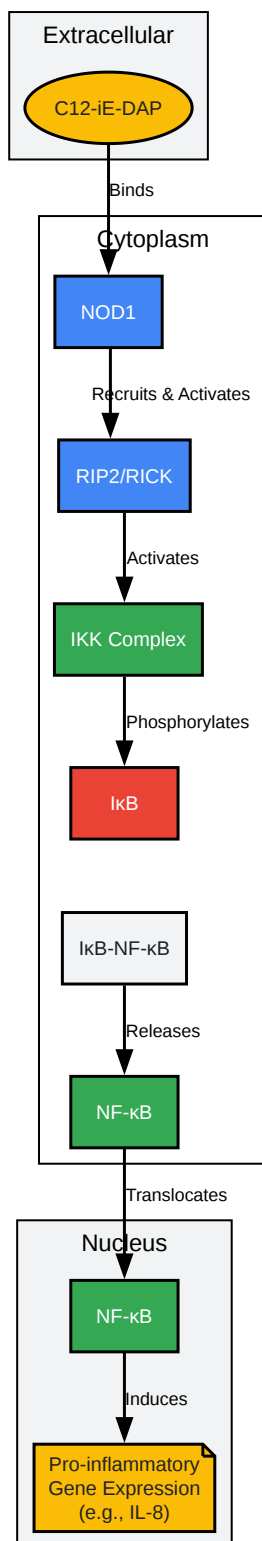 Extracellular
C12-iE-DAP
Binds
Cytoplasm
NOD1
Recruits & Activates
RIP2/RICK
Activates
IKK Complex
Phosphorylates
IκB
IκB-NF-κB
Releases
NF-κB
Translocates
Nucleus
NF-κB
Induces
Pro-inflammatory
Gene Expression
(e.g., IL-8)